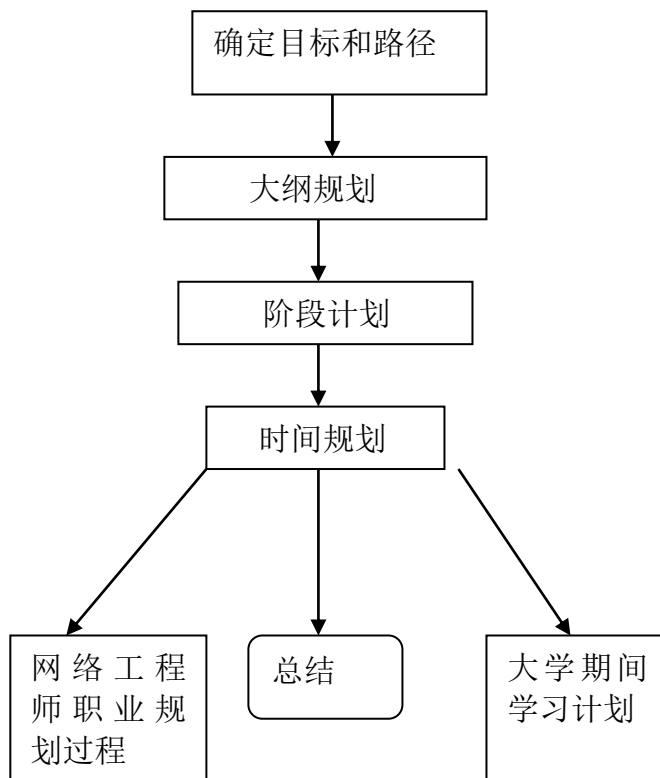 确定目标和路径
大纲规划
阶段计划
时间规划
网络工程
师职业规
划过程
总结
大学期间
学习计划